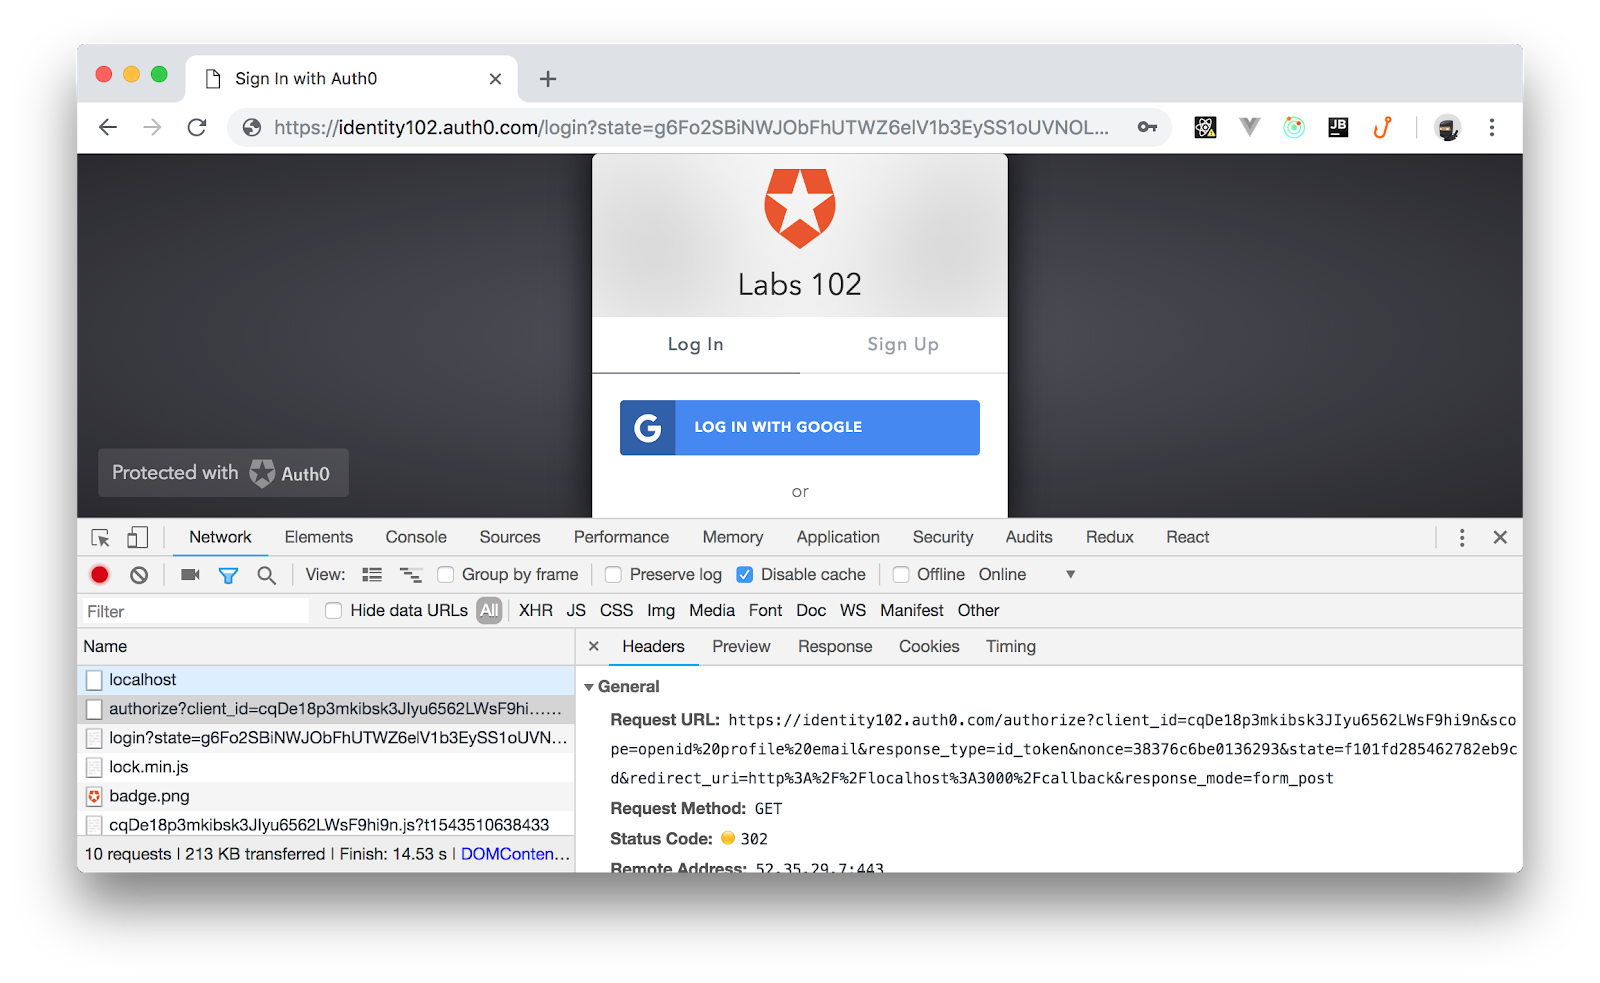 Sign In with Auth0
https://identity102.auth0.com/login?state=g6Fo2SBiNWJObFhUTWZ6elV1b3EySS1oUVNOL...
JB
Labs 102
Log In
Sign Up
G LOG IN WITH GOOGLE
or
Protected with Auth0
Network Elements Console Sources Performance Memory Application Security Audits Redux React
View: Group by frame Preserve log Disable cache Offline Online
Filter Hide data URLs All XHR JS CSS Img Media Font Doc WS Manifest Other
Name
Headers Preview Response Cookies Timing
localhost
authorize?client_id=cqDe18p3mkibsk3JIyu6562LWsF9hi......
login?state=g6Fo2SBiNWJObFhUTWZ6elV1b3EySS1oUVN...
lock.min.js
badge.png
cqDe18p3mkibsk3JIyu6562LWsF9hi9n.js?t1543510638433
10 requests | 213 KB transferred | Finish: 14.53 s | DOMConten...
General
Request URL: https://identity102.auth0.com/authorize?client_id=cqDe18p3mkibsk3JIyu6562LWsF9hi9n&sco
pe=openid%20profile%20email&response_type=id_token&nonce=38376c6be0136293&state=f101fd285462782eb9c
d&redirect_uri=http%3A%2F%2Flocalhost%3A3000%2Fcallback&response_mode=form_post
Request Method: GET
Status Code: 302
Remote Address: 52.35.29.7:443